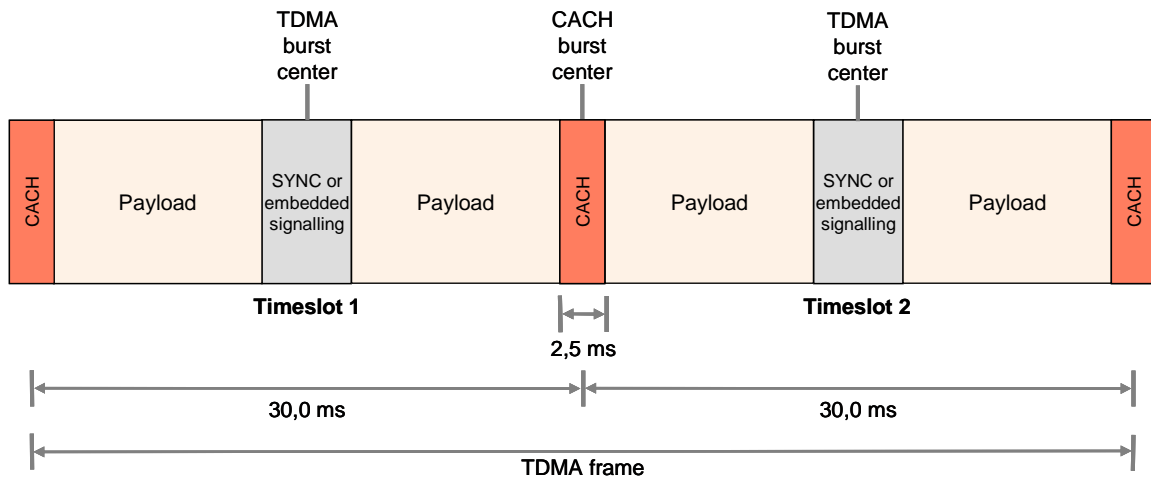 TDMA
burst
center
CACH
burst
center
TDMA
burst
center
CACH
Payload
SYNC or
embedded
signalling
Payload
CACH
Payload
SYNC or
embedded
signalling
Payload
CACH
Timeslot 1
Timeslot 2
2,5 ms
30,0 ms
30,0 ms
TDMA frame